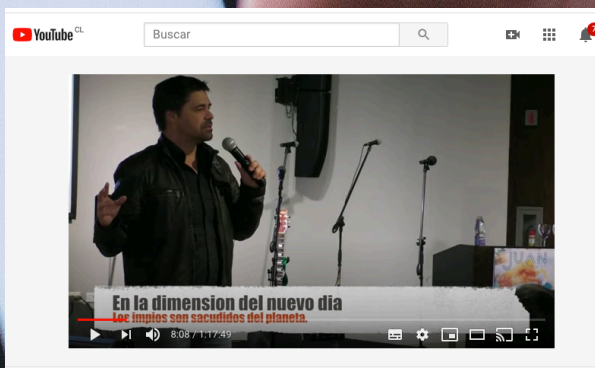 YouTube CL
Buscar
7
JUAN
En la dimension del nuevo dia
Los impios son sacudidos del planeta.
8:08 / 1:17:49